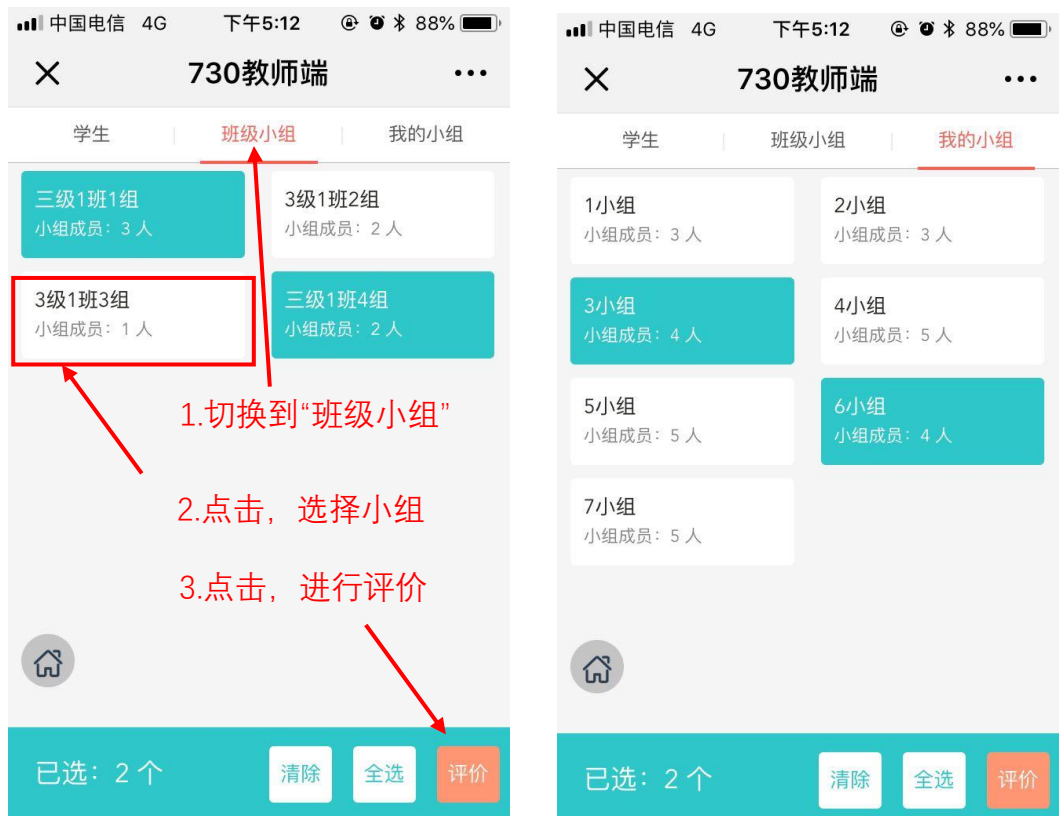 中国电信 4G 下午5:12 88%
730教师端
学生 班级小组 我的小组
三级1班1组
小组成员：3 人
3级1班2组
小组成员：2 人
3级1班3组
小组成员：1 人
三级1班4组
小组成员：2 人
1.切换到“班级小组”
2.点击，选择小组
3.点击，进行评价
已选：2 个 清除 全选 评价
中国电信 4G 下午5:12 88%
730教师端
学生 班级小组 我的小组
1小组
小组成员：3 人
2小组
小组成员：3 人
3小组
小组成员：4 人
4小组
小组成员：5 人
5小组
小组成员：5 人
6小组
小组成员：4 人
7小组
小组成员：5 人
已选：2 个 清除 全选 评价